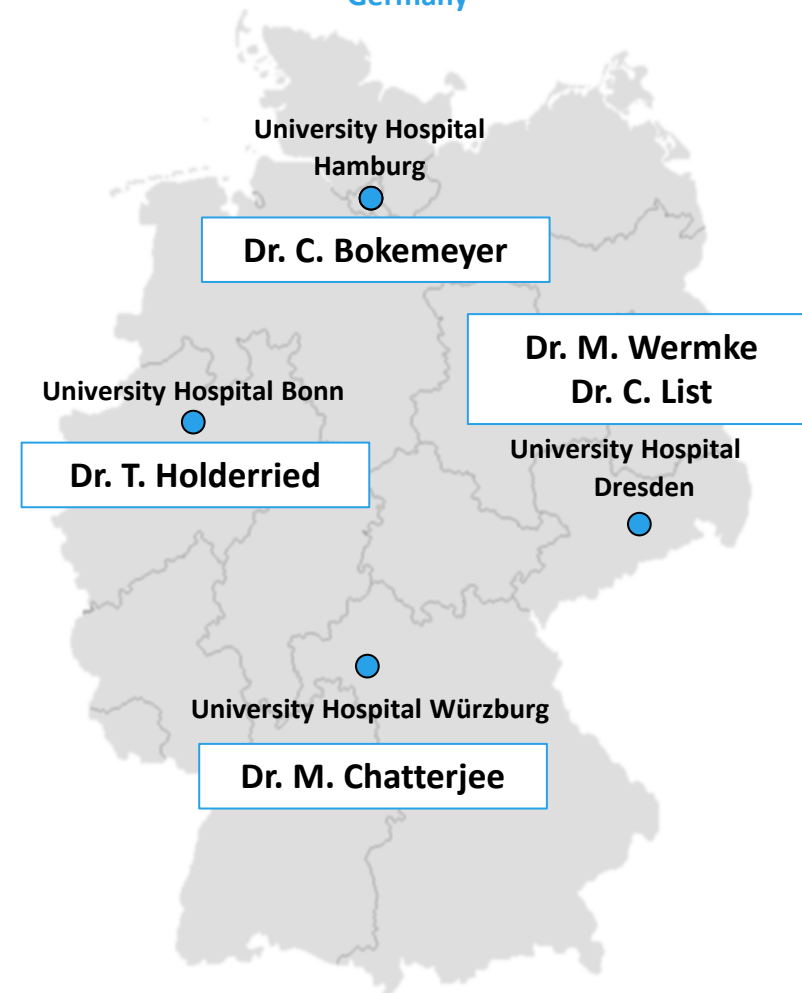 Germany
University Hospital
Hamburg
Dr. C. Bokemeyer
Dr. M. Wermke
Dr. C. List
University Hospital Bonn
Dr. T. Holderried
University Hospital
Dresden
University Hospital Würzburg
Dr. M. Chatterjee